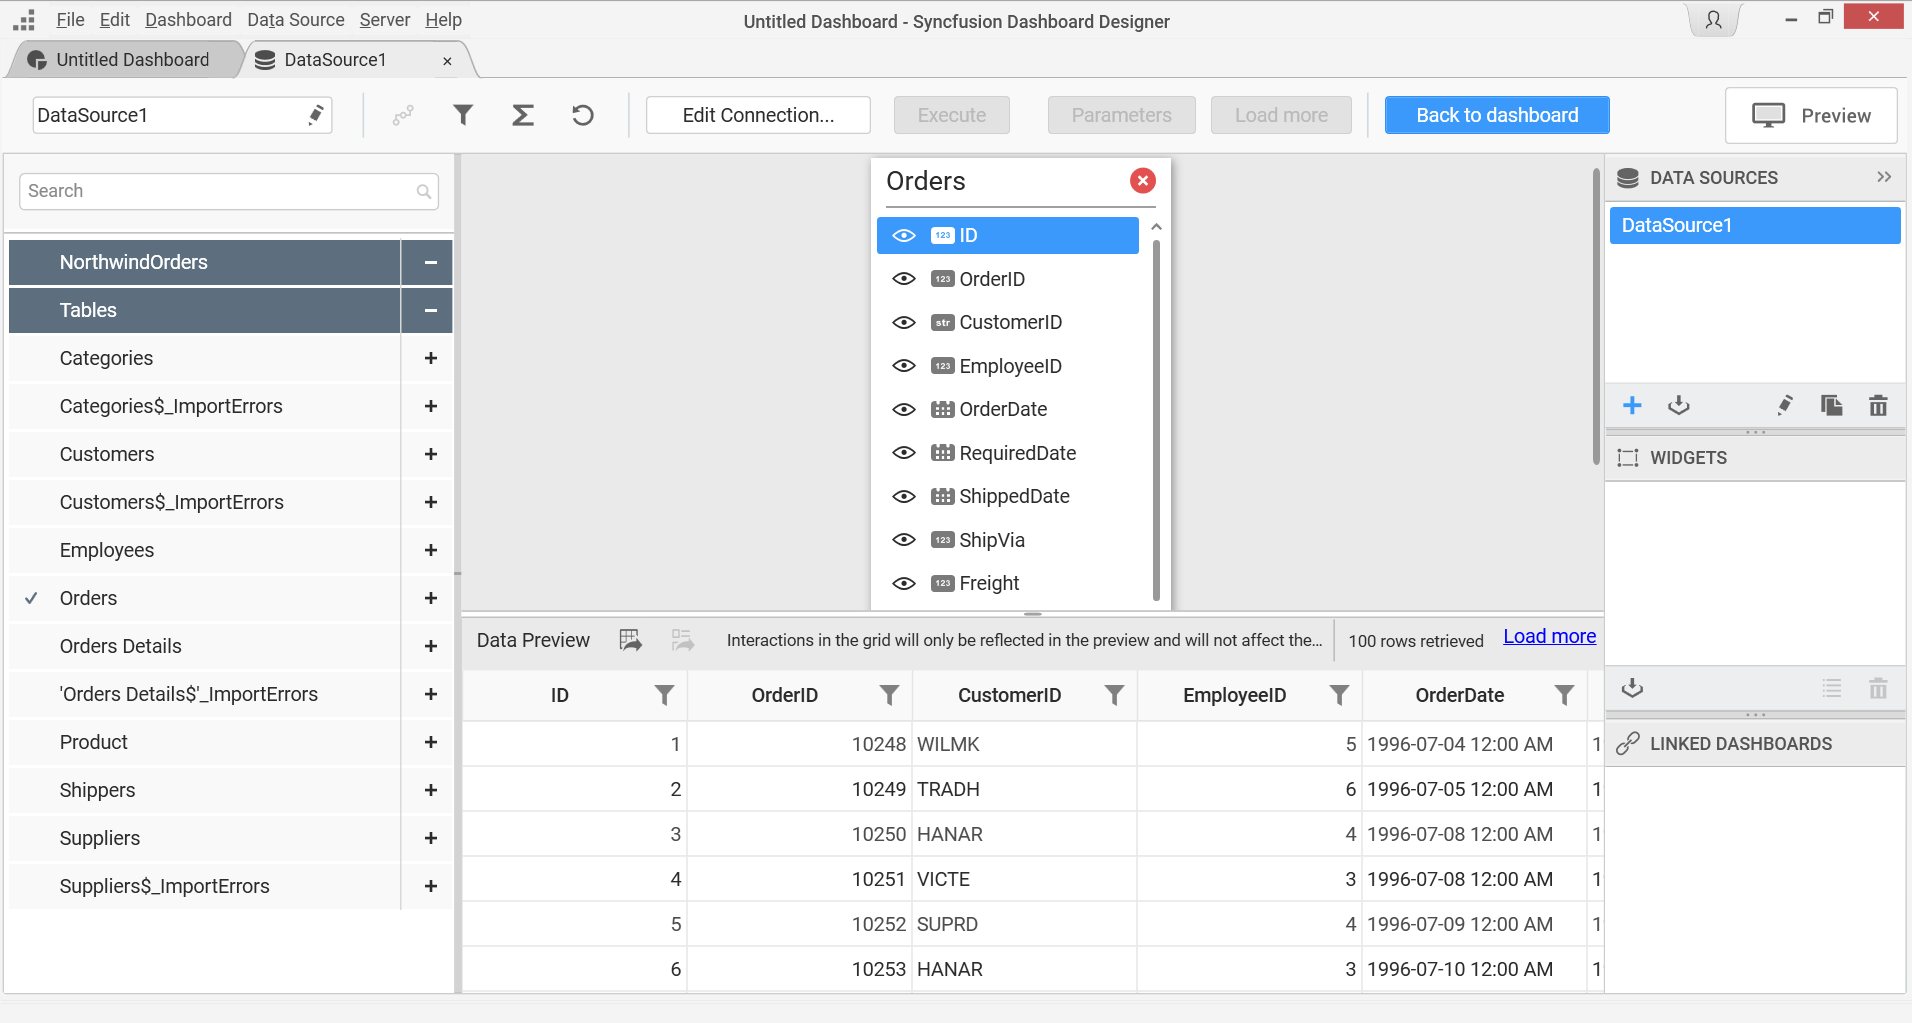 File Edit Dashboard Data Source Server Help
Untitled Dashboard - Syncfusion Dashboard Designer
Untitled Dashboard
DataSource1
DataSource1
Edit Connection...
Execute
Parameters
Load more
Back to dashboard
Preview
Search
NorthwindOrders
Tables
Categories
Categories$_ImportErrors
Customers
Customers$_ImportErrors
Employees
Orders
Orders Details
'Orders Details$'_ImportErrors
Product
Shippers
Suppliers
Suppliers$_ImportErrors
Orders
123 ID
123 OrderID
str CustomerID
123 EmployeeID
OrderDate
RequiredDate
ShippedDate
123 ShipVia
123 Freight
Data Preview
Interactions in the grid will only be reflected in the preview and will not affect the...
100 rows retrieved
Load more
ID OrderID CustomerID EmployeeID OrderDate
1 10248 WILMK 5 1996-07-04 12:00 AM 1
2 10249 TRADH 6 1996-07-05 12:00 AM 1
3 10250 HANAR 4 1996-07-08 12:00 AM 1
4 10251 VICTE 3 1996-07-08 12:00 AM 1
5 10252 SUPRD 4 1996-07-09 12:00 AM 1
6 10253 HANAR 3 1996-07-10 12:00 AM 1
DATA SOURCES
DataSource1
WIDGETS
LINKED DASHBOARDS